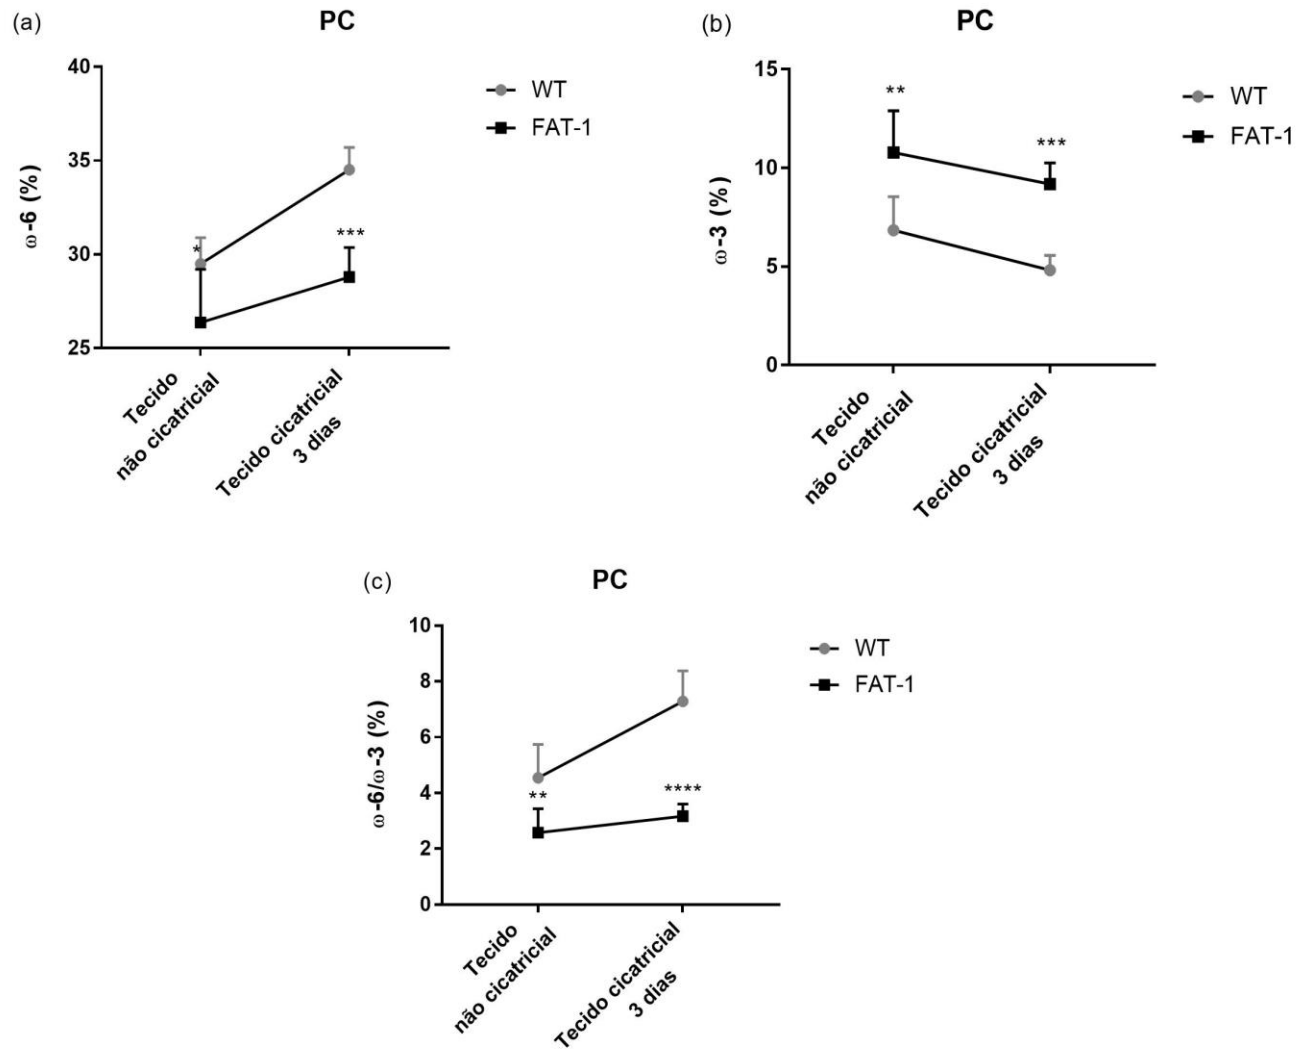 (a)
PC
40
35
30
25
ω-6 (%)
*
***
WT
FAT-1
Tecido
não cicatricial
Tecido cicatricial
3 dias
(b)
PC
15
10
5
0
ω-3 (%)
**
***
WT
FAT-1
Tecido
não cicatricial
Tecido cicatricial
3 dias
(c)
PC
10
8
6
4
2
0
ω-6/ω-3 (%)
**
****
WT
FAT-1
Tecido
não cicatricial
Tecido cicatricial
3 dias